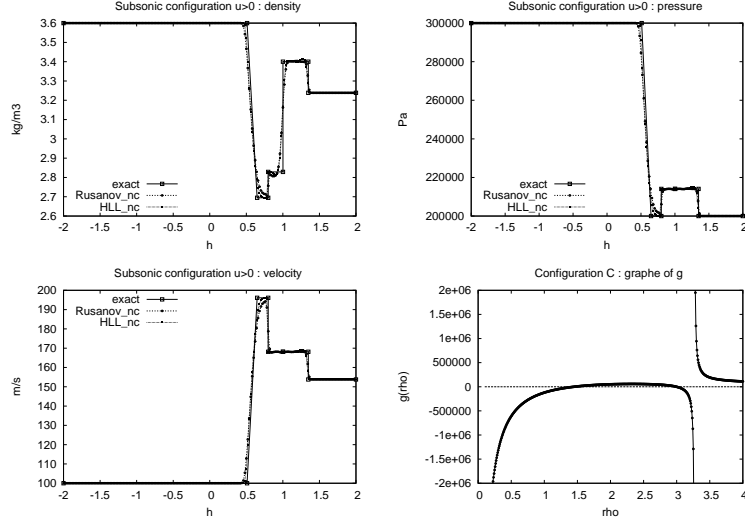 Subsonic configuration u>0 : density
3.6
3.5
3.4
3.3
3.2
3.1
3
2.9
2.8
2.7
2.6
kg/m3
exact
Rusanov_nc
HLL_nc
-2 -1.5 -1 -0.5 0 0.5 1 1.5 2
h
Subsonic configuration u>0 : pressure
300000
280000
260000
240000
220000
200000
Pa
exact
Rusanov_nc
HLL_nc
-2 -1.5 -1 -0.5 0 0.5 1 1.5 2
h
Subsonic configuration u>0 : velocity
200
190
180
170
160
150
140
130
120
110
100
m/s
exact
Rusanov_nc
HLL_nc
-2 -1.5 -1 -0.5 0 0.5 1 1.5 2
h
Configuration C : graphe of g
2e+06
1.5e+06
1e+06
500000
0
-500000
-1e+06
-1.5e+06
-2e+06
g(rho)
0 0.5 1 1.5 2 2.5 3 3.5 4
rho